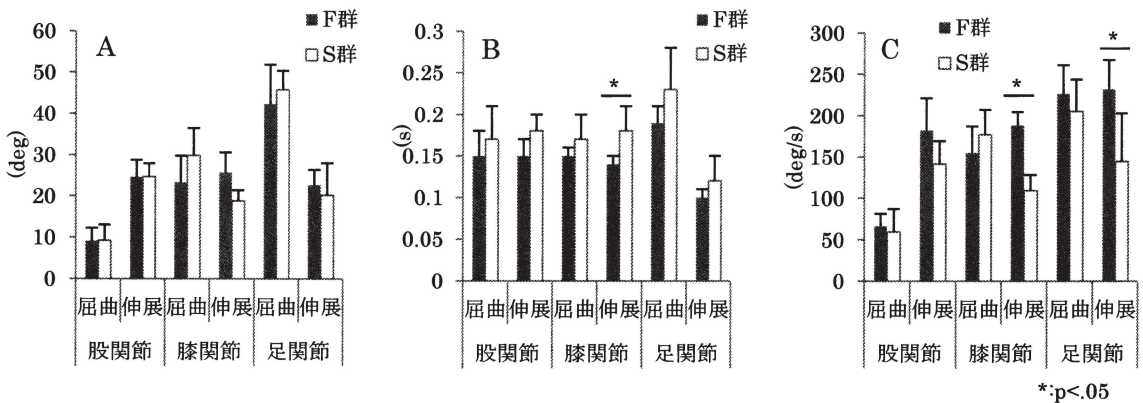 A
(deg)
60
50
40
30
20
10
0
F群
S群
屈曲 伸展 屈曲 伸展 屈曲 伸展
股関節 膝関節 足関節
B
(s)
0.3
0.25
0.2
0.15
0.1
0.05
0
F群
S群
*
屈曲 伸展 屈曲 伸展 屈曲 伸展
股関節 膝関節 足関節
C
(deg/s)
300
250
200
150
100
50
0
F群
S群
*
*
屈曲 伸展 屈曲 伸展 屈曲 伸展
股関節 膝関節 足関節
*:p<.05